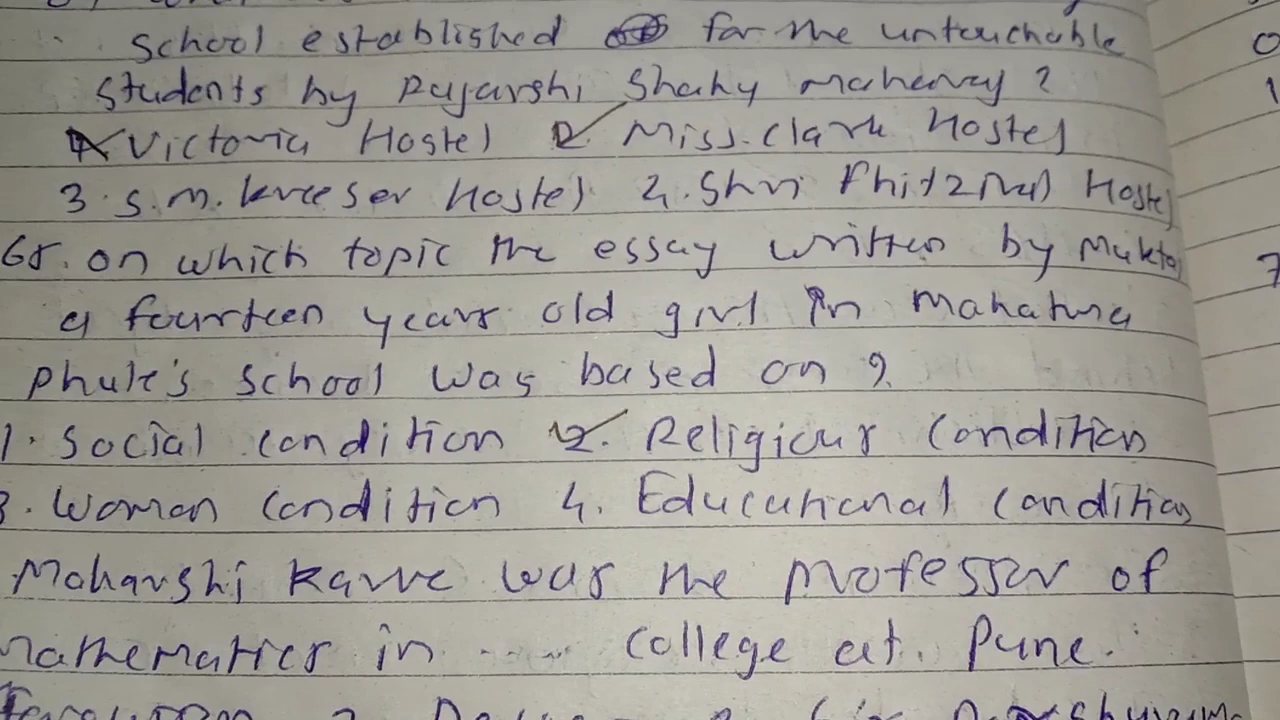 School established for the untouchable
Students by Rajarshi Shahu maharaj ?
1. Victoria Hostel 2. Miss. Clark Hostel
3. S. M. Hostel 4. Shri Hostel
65. on which topic the essay written by Mukta
a fourteen years old girl in Mahatma
phule's school was based on ?
1. Social condition 2. Religious Condition
3. Woman Condition 4. Educational Condition
Maharshi Karve was the professor of
mathematics in .... College at. Pune.